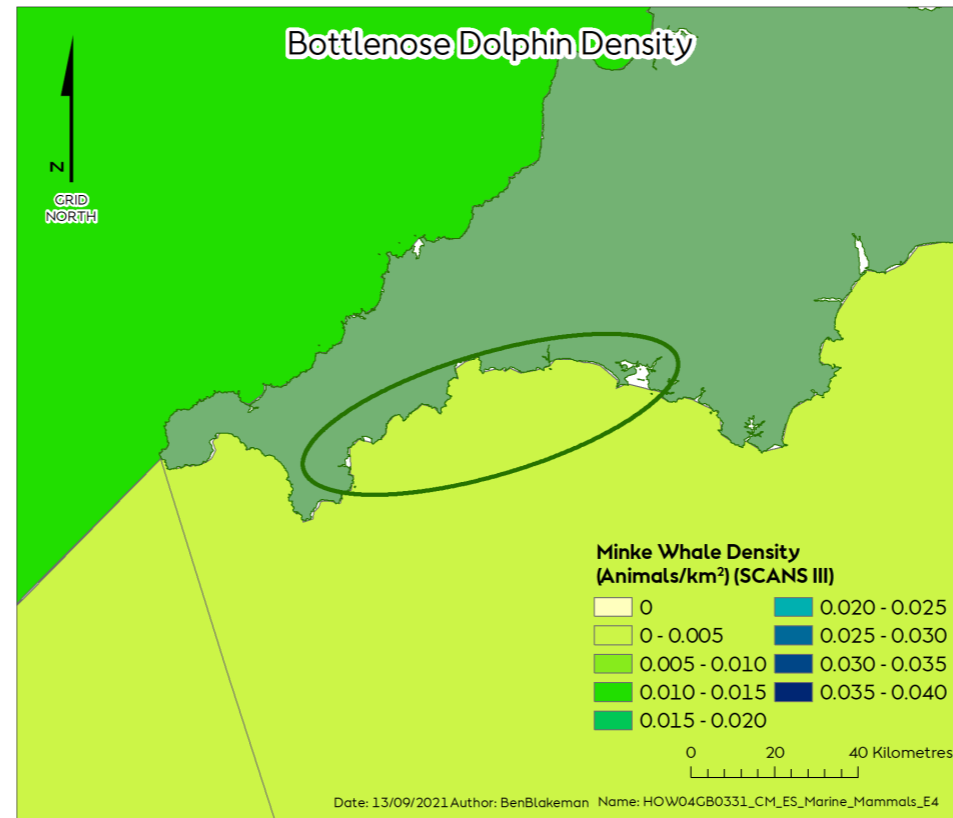 Bottlenose Dolphin Density
N
GRID
NORTH
Minke Whale Density
(Animals/km²) (SCANS III)
0
0 - 0.005
0.005 - 0.010
0.010 - 0.015
0.015 - 0.020
0.020 - 0.025
0.025 - 0.030
0.030 - 0.035
0.035 - 0.040
0 20 40 Kilometres
Date: 13/09/2021 Author: BenBlakeman Name: HOW04GB0331_CM_ES_Marine_Mammals_E4